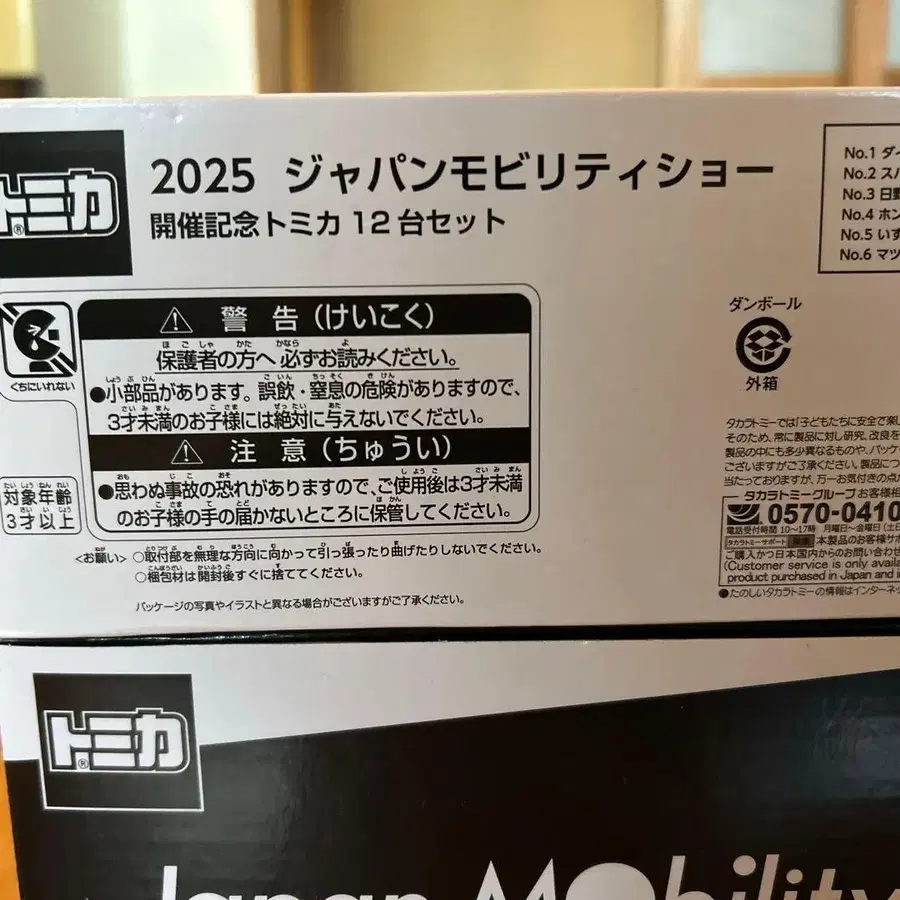 トミカ
2025 ジャパンモビリティショー
開催記念トミカ 12 台セット
No.1 ダイ
No.2 スバ
No.3 日野
No.4 ホン
No.5 いす
No.6 マツ
くちにいれない
対象年齢
3才以上
警 告 (けいこく)
保護者の方へ 必ずお読みください。
●小部品があります。誤飲・窒息の危険がありますので、
3才未満のお子様には絶対に与えないでください。
注 意 (ちゅうい)
●思わぬ事故の恐れがありますので、ご使用後は3才未満
のお子様の手の届かないところに保管してください。
<お願い> ○取付部を無理な方向に向かって引っ張ったり曲げたりしないでください。
○梱包材は開封後すぐに捨ててください。
パッケージの写真やイラストと異なる場合がございますがご了承ください。
ダンボール
外箱
タカラトミーでは「子どもたちに安全で楽し
そのため、常に製品に対し研究、改良を
製品の中にも多少異なるものや、パッケ
ございますがご了承ください。製品につ
当たっておりますが、万一お気付きの点
タカラトミーグループお客様相
0570-0410
電話受付時間 10〜17時 月曜日〜金曜日 (土日
タカラトミーサポート 検索 本製品のお客様サポ
ご購入かつ日本国内からのお問い合わせ
(Customer service is only availa
product purchased in Japan and i
●たのしいタカラトミーの情報はインターネッ
トミカ
Japan Mobility